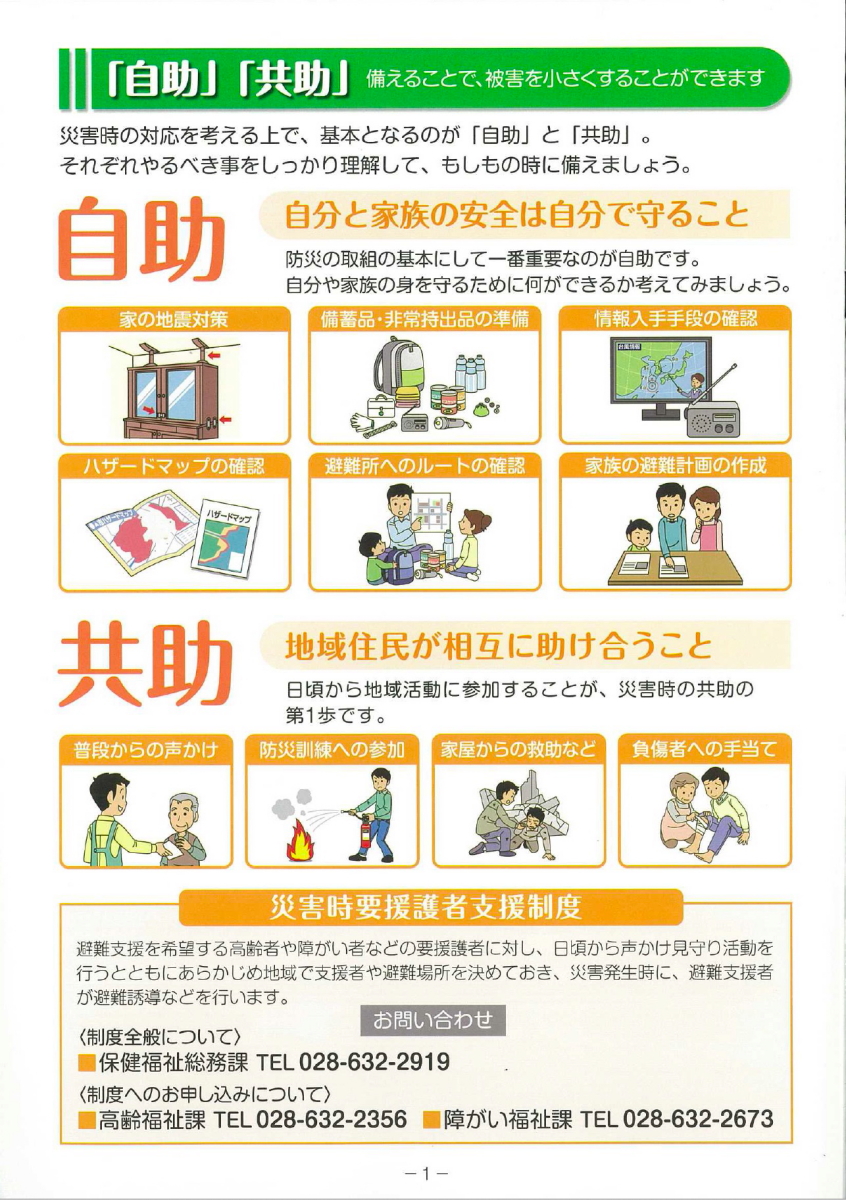 「自助」「共助」 備えることで、被害を小さくすることができます
災害時の対応を考える上で、基本となるのが「自助」と「共助」。
それぞれやるべき事をしっかり理解して、もしもの時に備えましょう。
自助
自分と家族の安全は自分で守ること
防災の取組の基本にして一番重要なのが自助です。
自分や家族の身を守るために何ができるか考えてみましょう。
家の地震対策
備蓄品・非常持出品の準備
情報入手手段の確認
台風情報
ハザードマップの確認
ハザードマップ
避難所へのルートの確認
家族の避難計画の作成
共助
地域住民が相互に助け合うこと
日頃から地域活動に参加することが、災害時の共助の
第1歩です。
普段からの声かけ
防災訓練への参加
家屋からの救助など
負傷者への手当て
災害時要援護者支援制度
避難支援を希望する高齢者や障がい者などの要援護者に対し、日頃から声かけ見守り活動を
行うとともにあらかじめ地域で支援者や避難場所を決めておき、災害発生時に、避難支援者
が避難誘導などを行います。
お問い合わせ
〈制度全般について〉
■保健福祉総務課 TEL 028-632-2919
〈制度へのお申し込みについて〉
■高齢福祉課 TEL 028-632-2356 ■障がい福祉課 TEL 028-632-2673
－1－